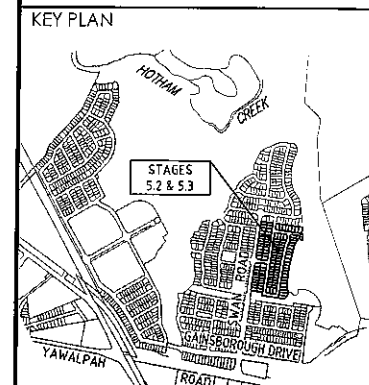 KEY PLAN
HOTHAM
CREEK
STAGES
5.2 & 5.3
SWAN ROAD
GAINSBOROUGH DRIVE
YAWALPAH
ROAD